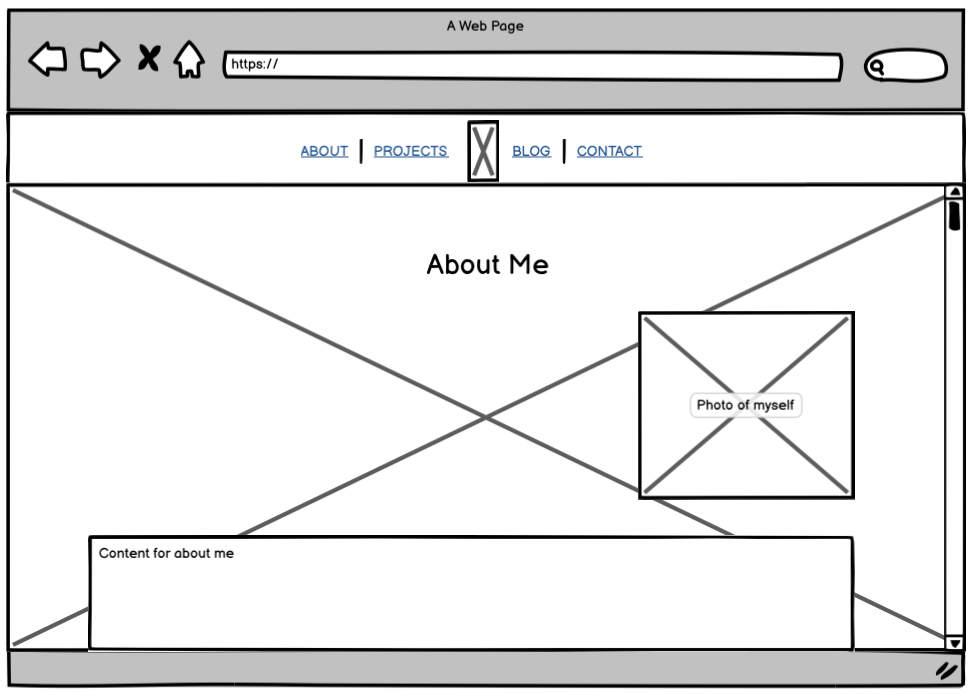 A Web Page
https://
ABOUT | PROJECTS BLOG | CONTACT
About Me
Photo of myself
Content for about me